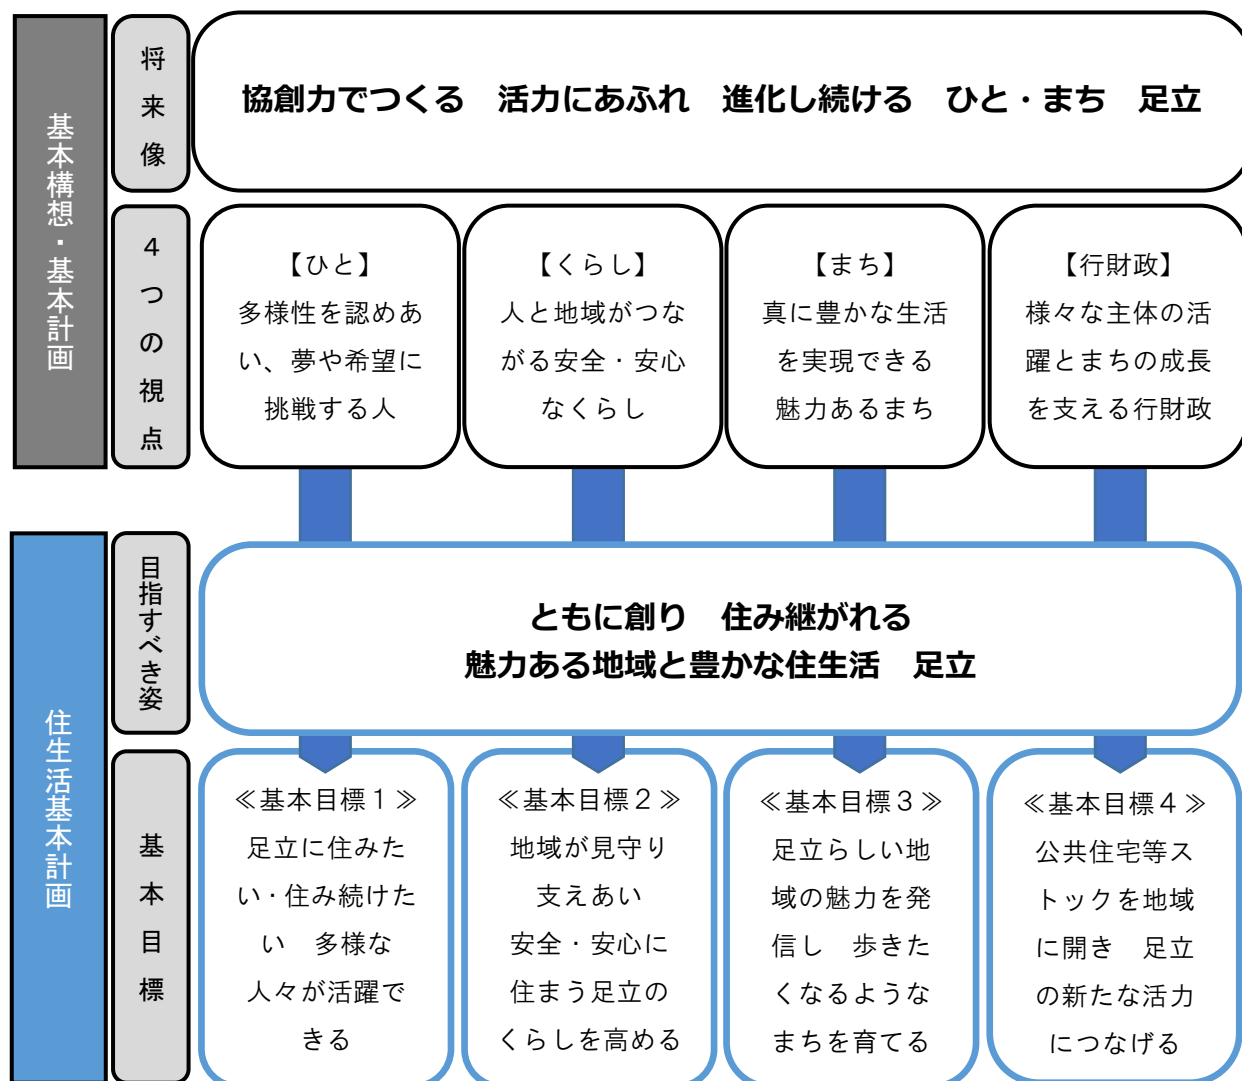 基本構想・基本計画
将来像
協創力でつくる　活力にあふれ　進化し続ける　ひと・まち　足立
４つの視点
【ひと】
多様性を認めあ
い、夢や希望に
挑戦する人
【くらし】
人と地域がつな
がる安全・安心
なくらし
【まち】
真に豊かな生活
を実現できる
魅力あるまち
【行財政】
様々な主体の活
躍とまちの成長
を支える行財政
住生活基本計画
目指すべき姿
ともに創り　住み継がれる
魅力ある地域と豊かな住生活　足立
基本目標
≪基本目標１≫
足立に住みた
い・住み続けた
い　多様な
人々が活躍で
きる
≪基本目標２≫
地域が見守り
支えあい
安全・安心に
住まう足立の
くらしを高める
≪基本目標３≫
足立らしい地
域の魅力を発
信し　歩きた
くなるような
まちを育てる
≪基本目標４≫
公共住宅等ス
トックを地域
に開き　足立
の新たな活力
につなげる